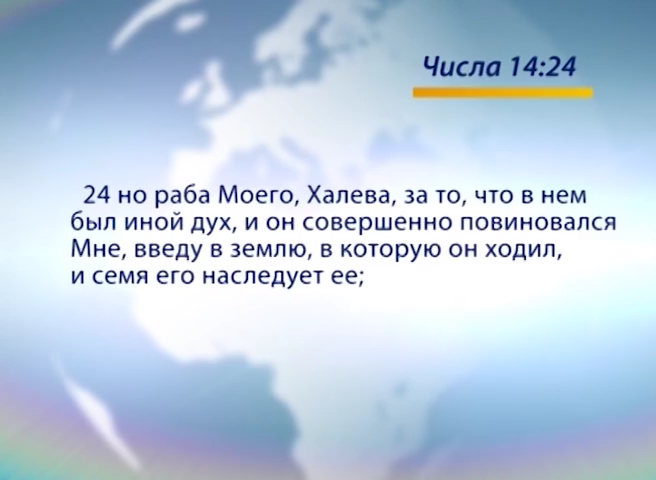 Числа 14:24
24 но раба Моего, Халева, за то, что в нем
был иной дух, и он совершенно повиновался
Мне, введу в землю, в которую он ходил,
и семя его наследует ее;